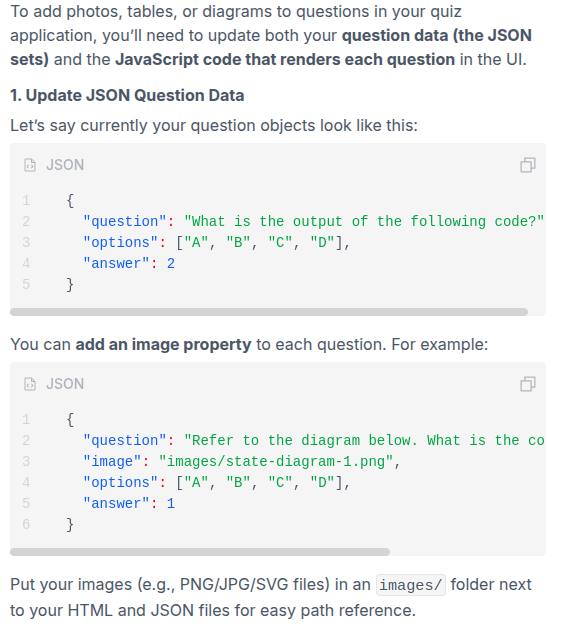 To add photos, tables, or diagrams to questions in your quiz
application, you'll need to update both your question data (the JSON
sets) and the JavaScript code that renders each question in the UI.
1. Update JSON Question Data
Let's say currently your question objects look like this:
JSON
1 {
2 "question": "What is the output of the following code?"
3 "options": ["A", "B", "C", "D"],
4 "answer": 2
5 }
You can add an image property to each question. For example:
JSON
1 {
2 "question": "Refer to the diagram below. What is the co
3 "image": "images/state-diagram-1.png",
4 "options": ["A", "B", "C", "D"],
5 "answer": 1
6 }
Put your images (e.g., PNG/JPG/SVG files) in an images/ folder next
to your HTML and JSON files for easy path reference.